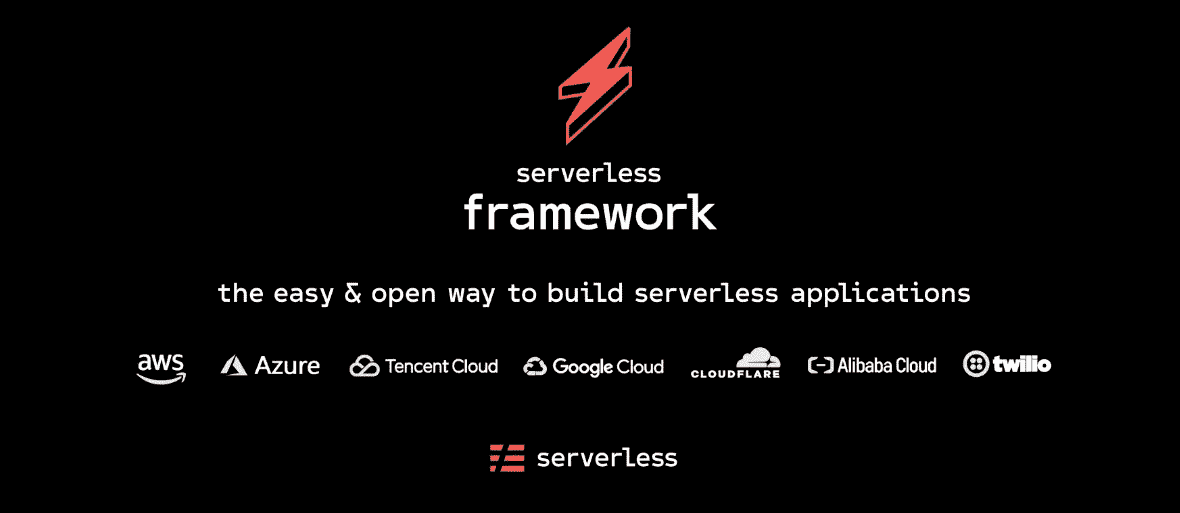 serverless
framework
the easy & open way to build serverless applications
aws Azure Tencent Cloud Google Cloud CLOUDFLARE Alibaba Cloud twilio
serverless